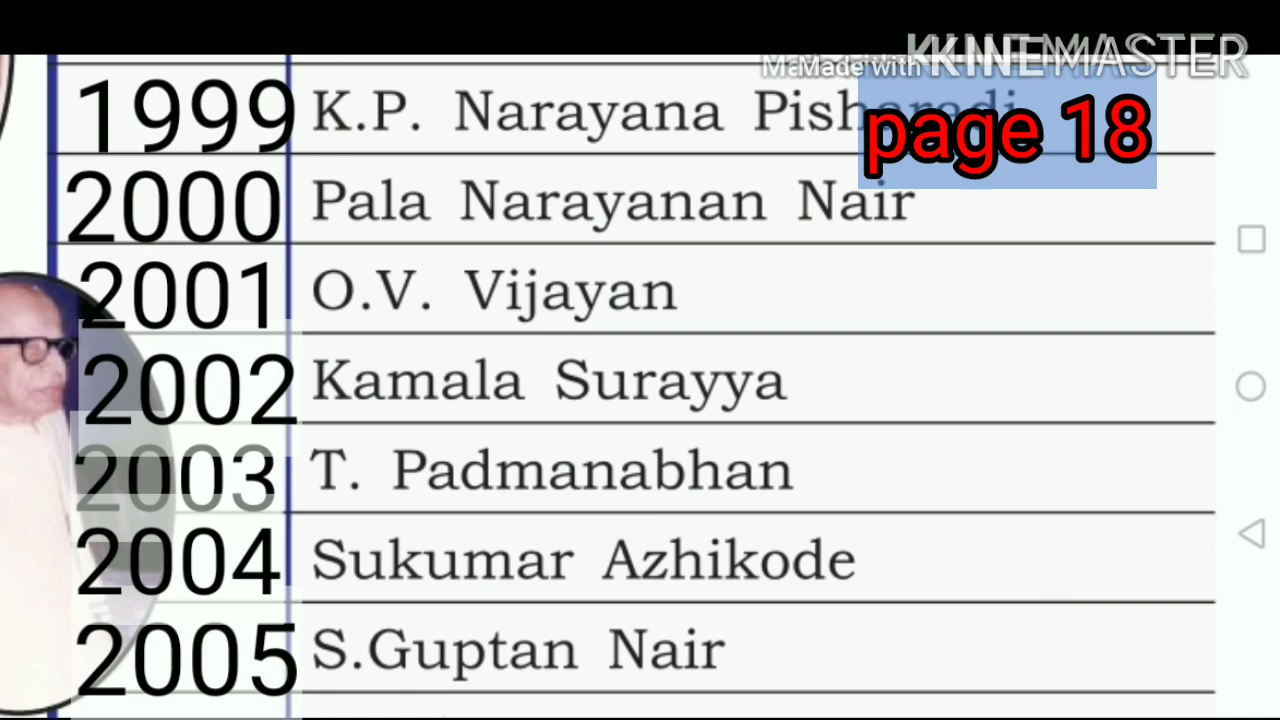 Made with KINEMASTER
1999 K.P. Narayana Pisharadi
page 18
2000 Pala Narayanan Nair
2001 O.V. Vijayan
2002 Kamala Surayya
2003 T. Padmanabhan
2004 Sukumar Azhikode
2005 S.Guptan Nair